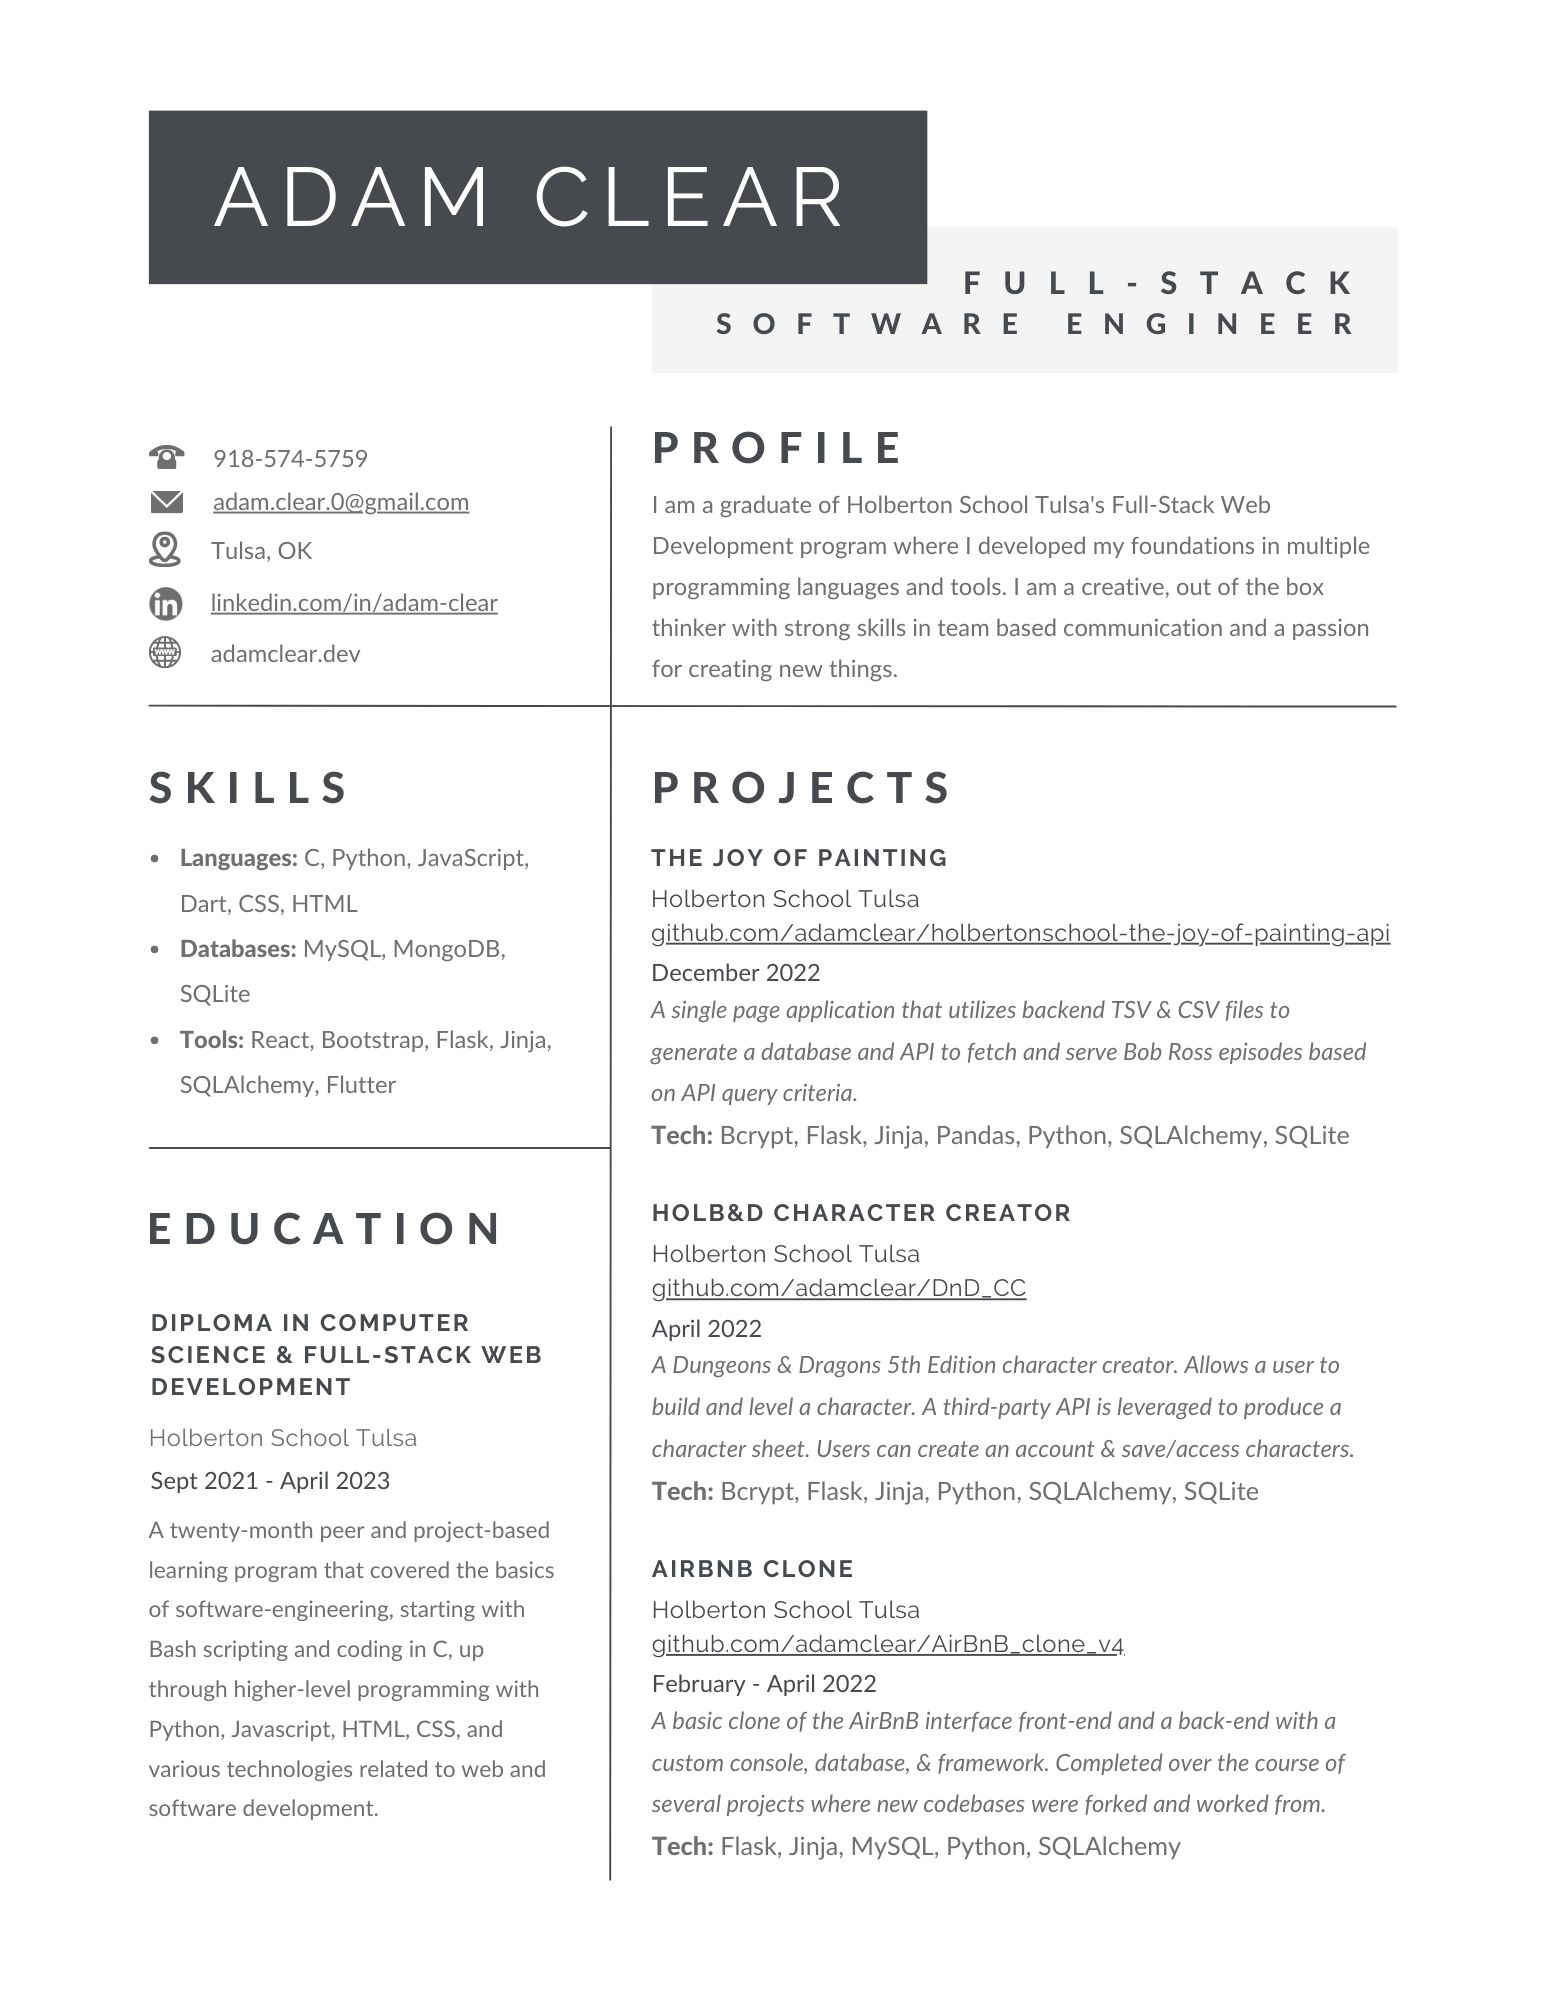 ADAM CLEAR
FULL-STACK
SOFTWARE ENGINEER
918-574-5759
adam.clear.0@gmail.com
Tulsa, OK
linkedin.com/in/adam-clear
adamclear.dev
PROFILE
I am a graduate of Holberton School Tulsa's Full-Stack Web
Development program where I developed my foundations in multiple
programming languages and tools. I am a creative, out of the box
thinker with strong skills in team based communication and a passion
for creating new things.
SKILLS
• Languages: C, Python, JavaScript,
Dart, CSS, HTML
• Databases: MySQL, MongoDB,
SQLite
• Tools: React, Bootstrap, Flask, Jinja,
SQLAlchemy, Flutter
EDUCATION
DIPLOMA IN COMPUTER
SCIENCE & FULL-STACK WEB
DEVELOPMENT
Holberton School Tulsa
Sept 2021 - April 2023
A twenty-month peer and project-based
learning program that covered the basics
of software-engineering, starting with
Bash scripting and coding in C, up
through higher-level programming with
Python, Javascript, HTML, CSS, and
various technologies related to web and
software development.
PROJECTS
THE JOY OF PAINTING
Holberton School Tulsa
github.com/adamclear/holbertonschool-the-joy-of-painting-api
December 2022
A single page application that utilizes backend TSV & CSV files to
generate a database and API to fetch and serve Bob Ross episodes based
on API query criteria.
Tech: Bcrypt, Flask, Jinja, Pandas, Python, SQLAlchemy, SQLite
HOLB&D CHARACTER CREATOR
Holberton School Tulsa
github.com/adamclear/DnD_CC
April 2022
A Dungeons & Dragons 5th Edition character creator. Allows a user to
build and level a character. A third-party API is leveraged to produce a
character sheet. Users can create an account & save/access characters.
Tech: Bcrypt, Flask, Jinja, Python, SQLAlchemy, SQLite
AIRBNB CLONE
Holberton School Tulsa
github.com/adamclear/AirBnB_clone_v4
February - April 2022
A basic clone of the AirBnB interface front-end and a back-end with a
custom console, database, & framework. Completed over the course of
several projects where new codebases were forked and worked from.
Tech: Flask, Jinja, MySQL, Python, SQLAlchemy